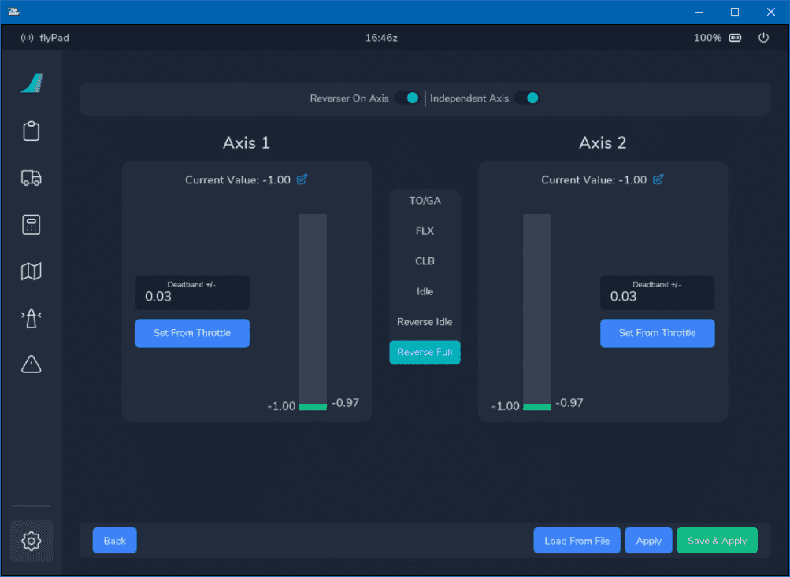 flyPad 16:46z 100%
Reverser On Axis Independent Axis
Axis 1
Current Value: -1.00
Deadband +/-
0.03
Set From Throttle
-1.00 -0.97
TO/GA
FLX
CLB
Idle
Reverse Idle
Reverse Full
Axis 2
Current Value: -1.00
Deadband +/-
0.03
Set From Throttle
-1.00 -0.97
Back Load From File Apply Save & Apply